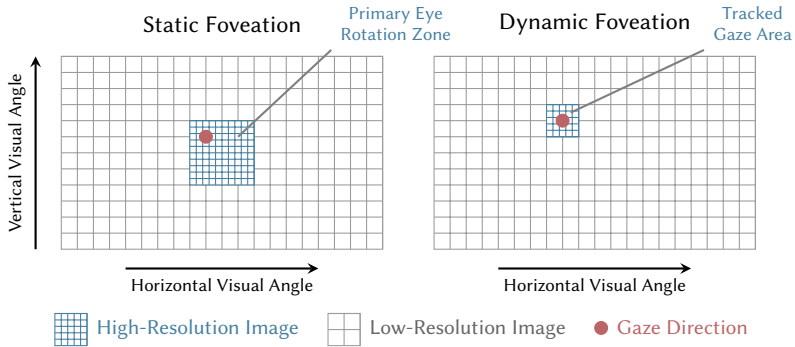 Static Foveation
Primary Eye
Rotation Zone
Dynamic Foveation
Tracked
Gaze Area
Vertical Visual Angle
Horizontal Visual Angle
Horizontal Visual Angle
High-Resolution Image
Low-Resolution Image
Gaze Direction